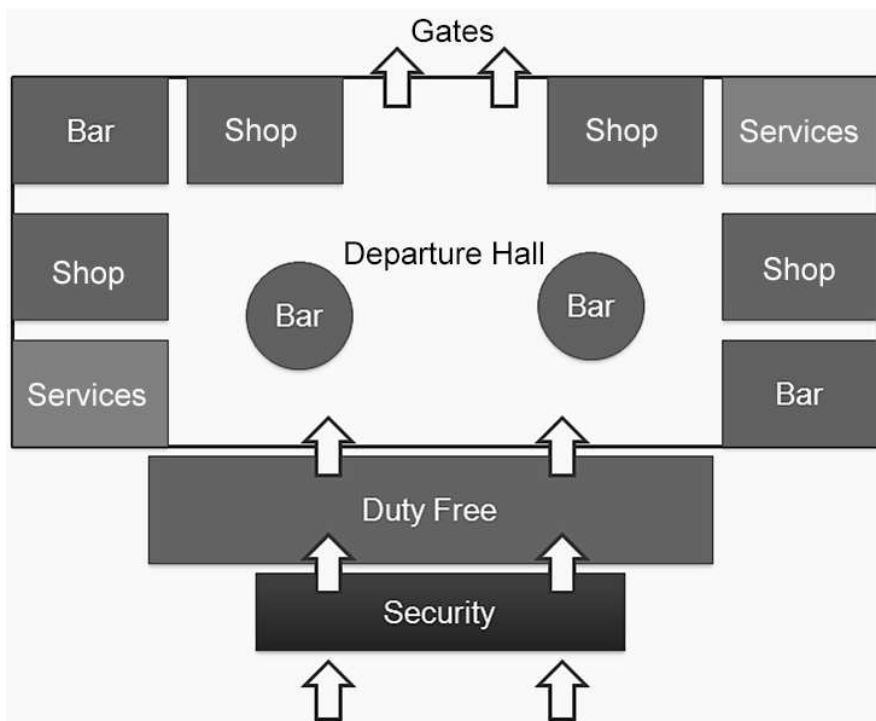 Gates
Bar
Shop
Shop
Services
Shop
Departure Hall
Shop
Bar
Bar
Services
Bar
Duty Free
Security